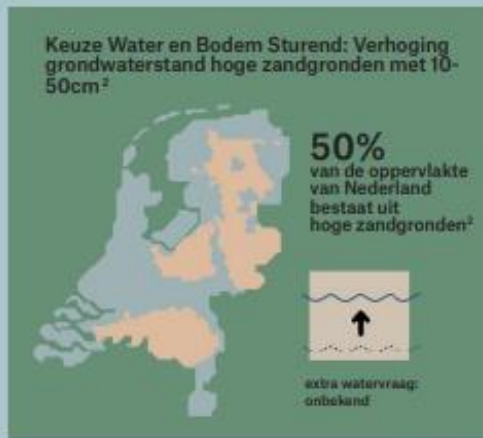 Keuze Water en Bodem Sturend: Verhoging
grondwaterstand hoge zandgronden met 10-
50cm²
50%
van de oppervlakte
van Nederland
bestaat uit
hoge zandgronden²
extra watervraag:
onbekend